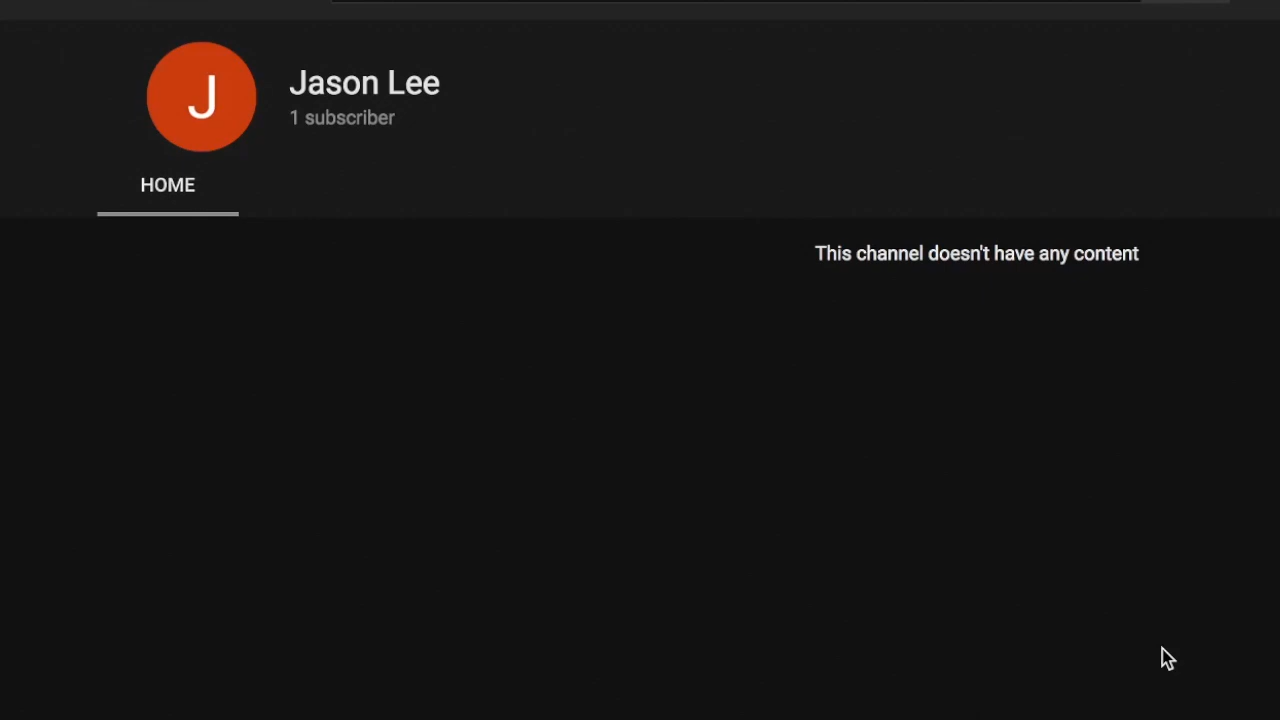 J
Jason Lee
1 subscriber
HOME
This channel doesn't have any content